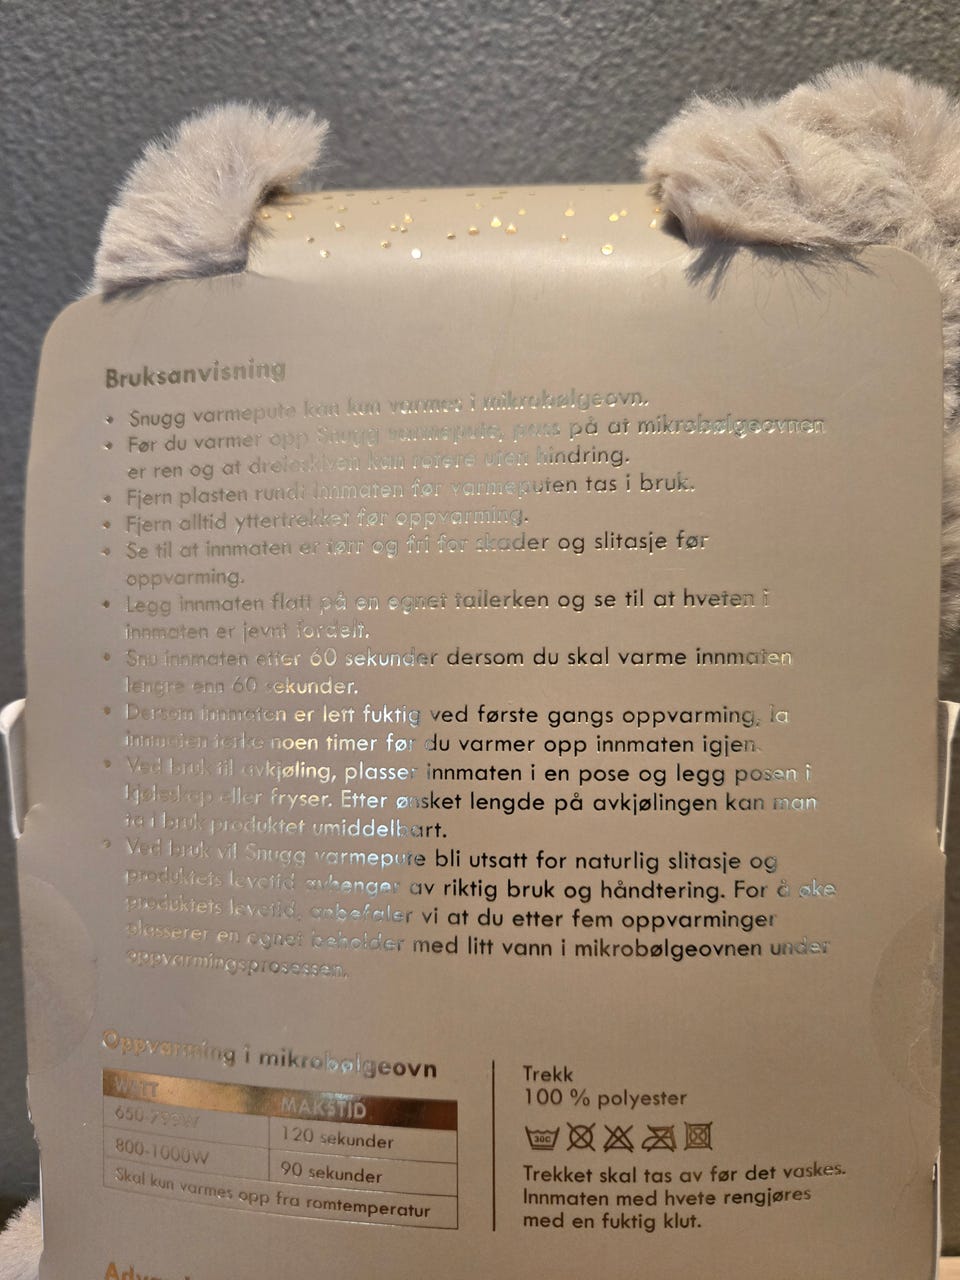 Bruksanvisning
• Snugg varmepute kan kun varmes i mikrobølgeovn.
• Før du varmer opp Snugg varmepute, pass på at mikrobølgeovnen
er ren og at dreieskiven kan rotere uten hindring.
• Fjern plasten rundt innmaten før varmeputen tas i bruk.
• Fjern alltid yttertrekket før oppvarming.
• Se til at innmaten er tørr og fri for skader og slitasje før
oppvarming.
• Legg innmaten flatt på en egnet tallerken og se til at hveten i
innmaten er jevnt fordelt.
• Snu innmaten etter 60 sekunder dersom du skal varme innmaten
lengre enn 60 sekunder.
• Dersom innmaten er lett fuktig ved første gangs oppvarming, la
innmaten tørke noen timer før du varmer opp innmaten igjen.
• Ved bruk til avkjøling, plasser innmaten i en pose og legg posen i
kjøleskap eller fryser. Etter ønsket lengde på avkjølingen kan man
ta i bruk produktet umiddelbart.
• Ved bruk vil Snugg varmepute bli utsatt for naturlig slitasje og
produktets levetid avhenger av riktig bruk og håndtering. For å øke
produktets levetid, anbefaler vi at du etter fem oppvarminger
plasserer en egnet beholder med litt vann i mikrobølgeovnen under
oppvarmingsprosessen.
Oppvarming i mikrobølgeovn
WATT MAKSTID
650-799W 120 sekunder
800-1000W 90 sekunder
Skal kun varmes opp fra romtemperatur
Trekk
100 % polyester
30C
Trekket skal tas av før det vaskes.
Innmaten med hvete rengjøres
med en fuktig klut.